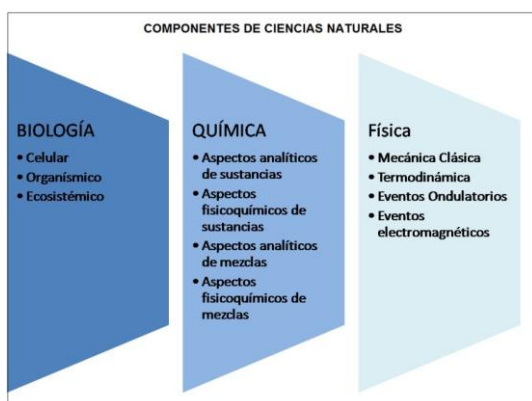 COMPONENTES DE CIENCIAS NATURALES
BIOLOGÍA
• Celular
• Organísmico
• Ecosistémico
QUÍMICA
• Aspectos analíticos
de sustancias
• Aspectos
fisicoquímicos de
sustancias
• Aspectos analíticos
de mezclas
• Aspectos
fisicoquímicos de
mezclas
Física
• Mecánica Clásica
• Termodinámica
• Eventos Ondulatorios
• Eventos
electromagnéticos